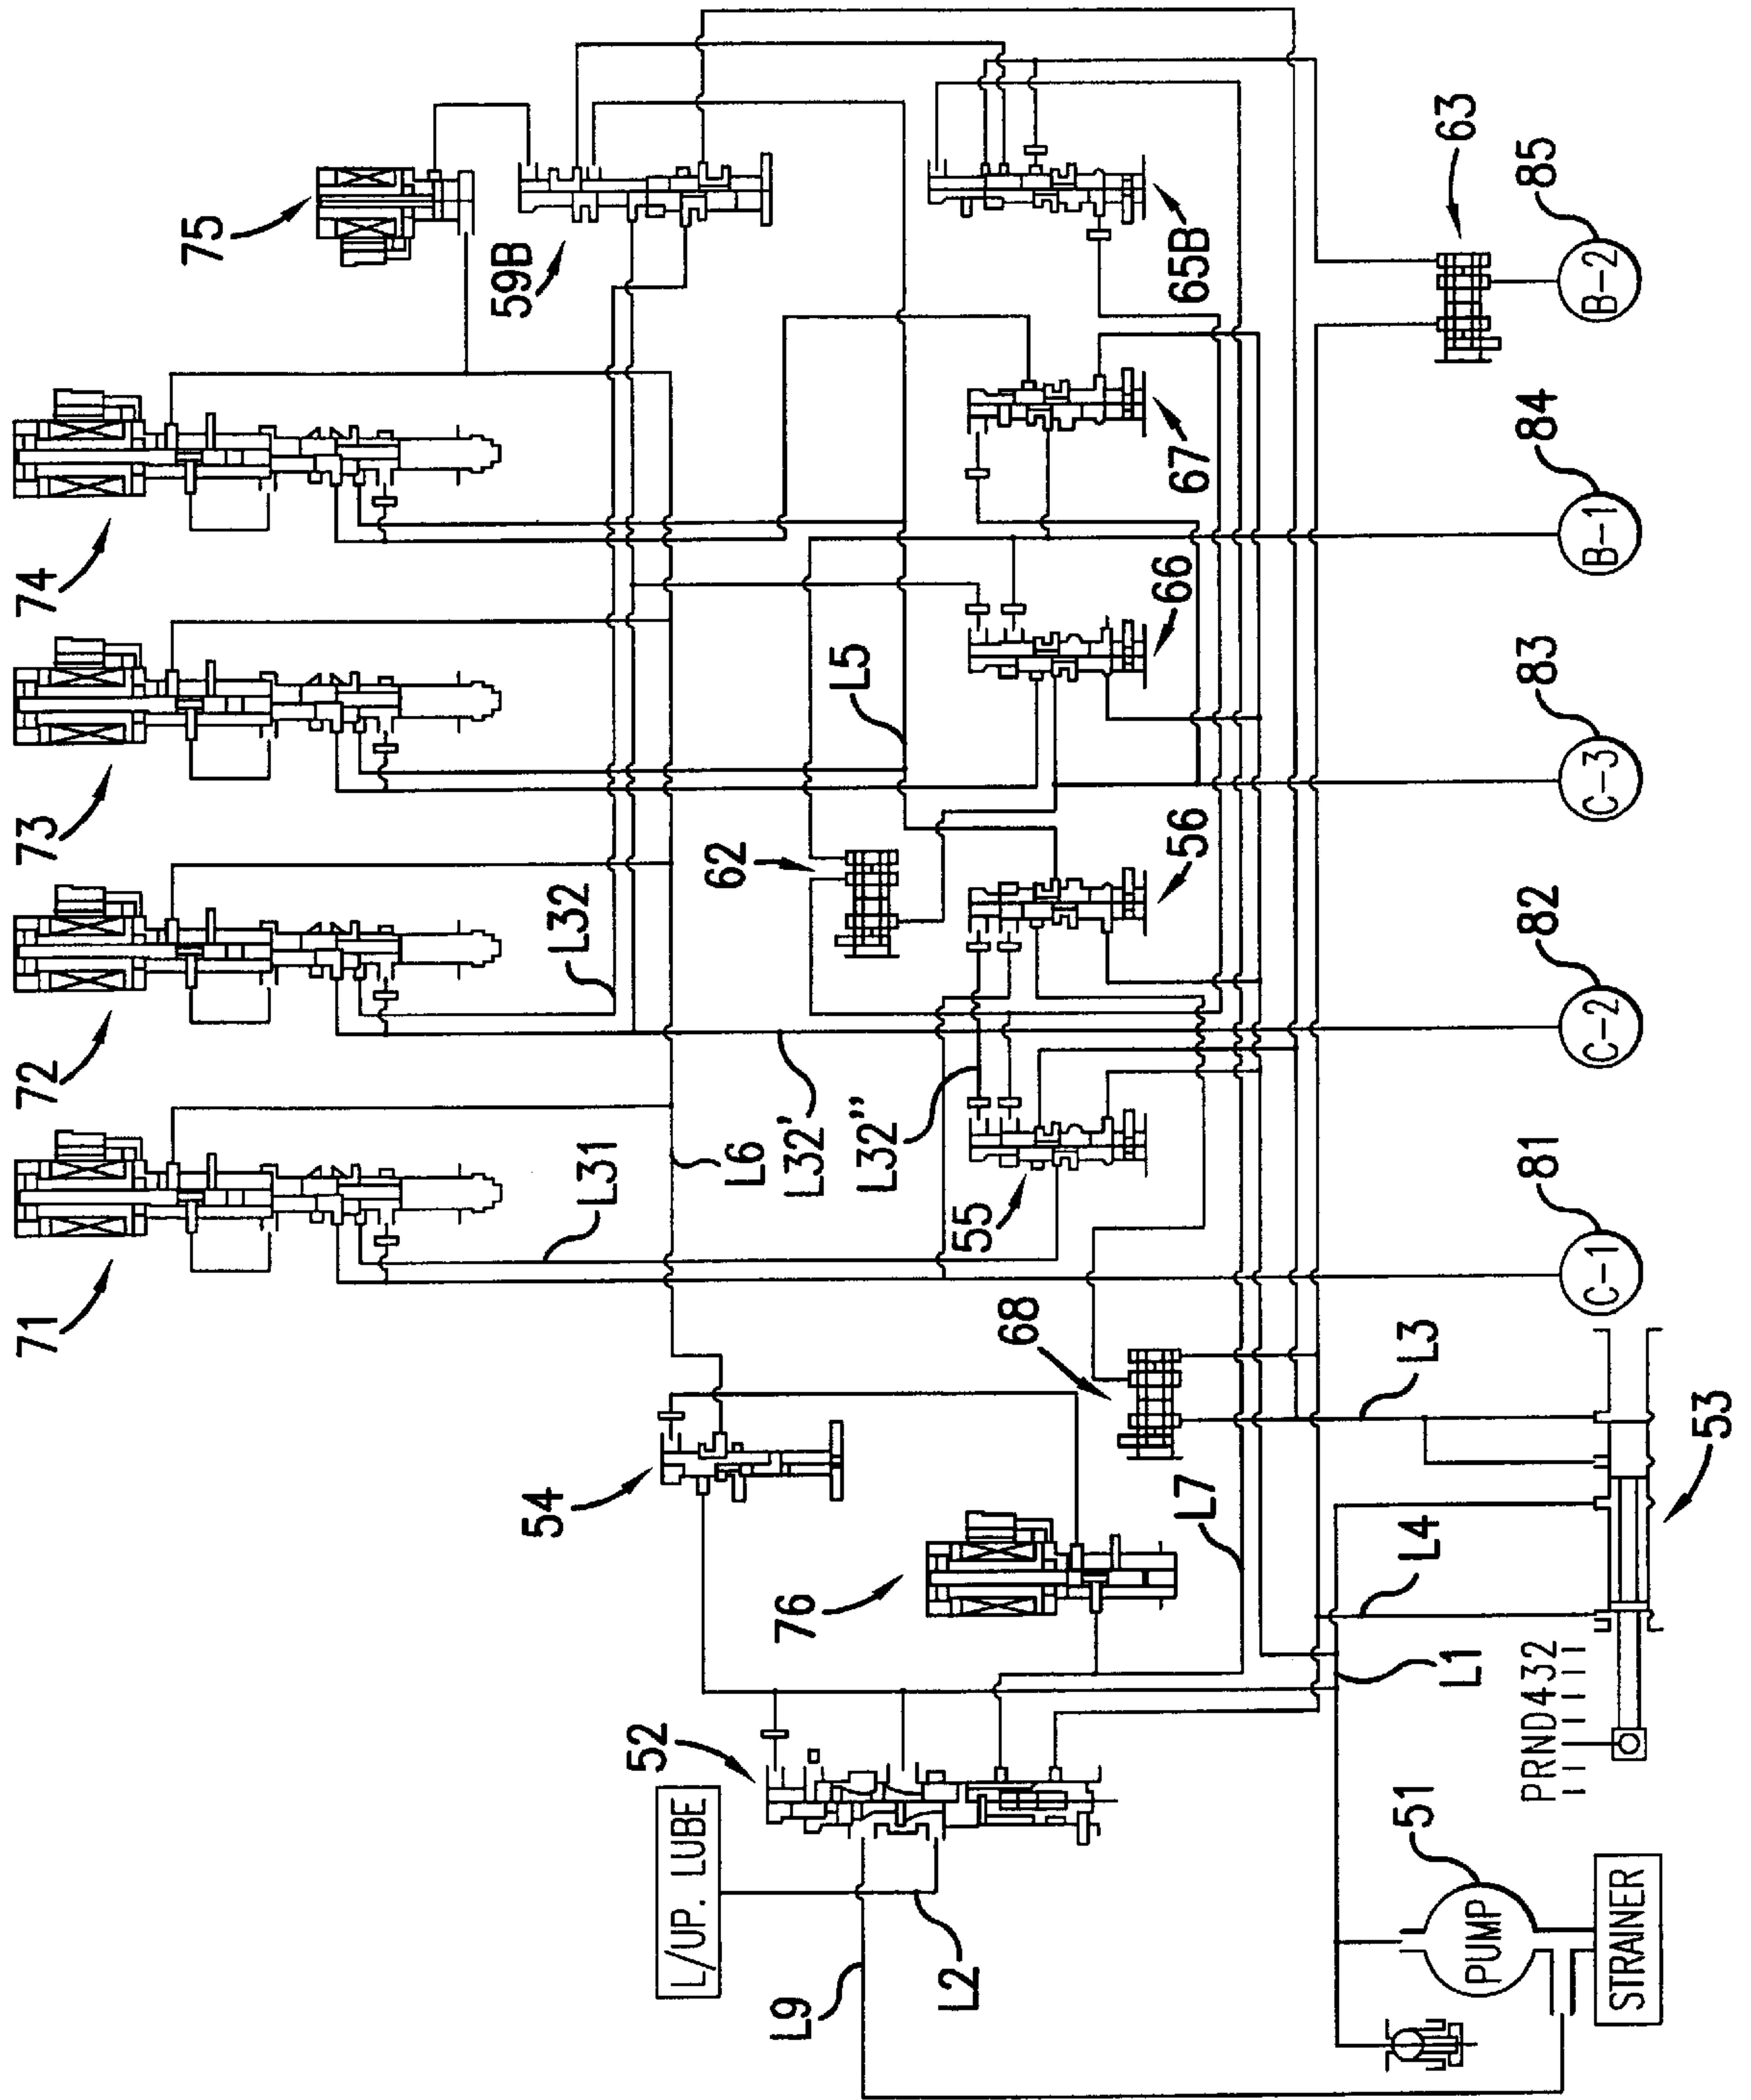 71
72
73
74
75
59B
L31
L32
L6
L32'
L32"
L5
62
54
55
56
66
67
65B
52
76
68
63
L/UP. LUBE
L9
L2
L7
L4
L3
L1
PRND432
53
51
PUMP
STRAINER
81
C-1
82
C-2
83
C-3
84
B-1
85
B-2